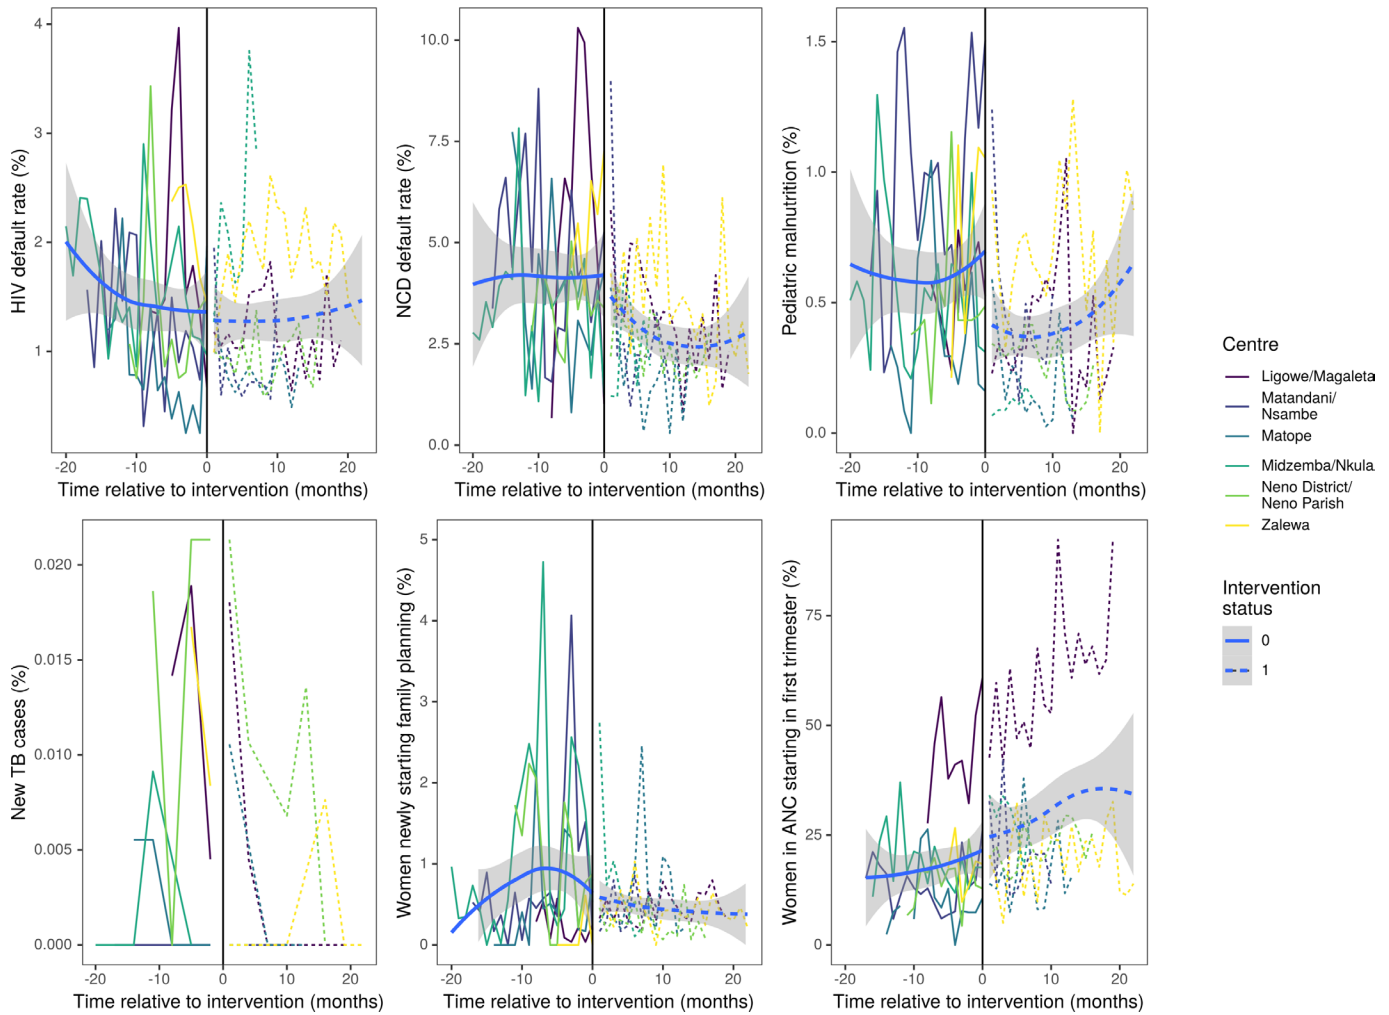 HIV default rate (%)
4
3
2
1
-20 -10 0 10 20
Time relative to intervention (months)
NCD default rate (%)
10.0
7.5
5.0
2.5
0.0
-20 -10 0 10 20
Time relative to intervention (months)
Pediatric malnutrition (%)
1.5
1.0
0.5
0.0
-20 -10 0 10 20
Time relative to intervention (months)
New TB cases (%)
0.020
0.015
0.010
0.005
0.000
-20 -10 0 10 20
Time relative to intervention (months)
Women newly starting family planning (%)
5
4
3
2
1
0
-20 -10 0 10 20
Time relative to intervention (months)
Women in ANC starting in first trimester (%)
75
50
25
0
-20 -10 0 10 20
Time relative to intervention (months)
Centre
Ligowe/Magaleta
Matandani/
Nsambe
Matope
Midzemba/Nkula
Neno District/
Neno Parish
Zalewa
Intervention
status
0
1